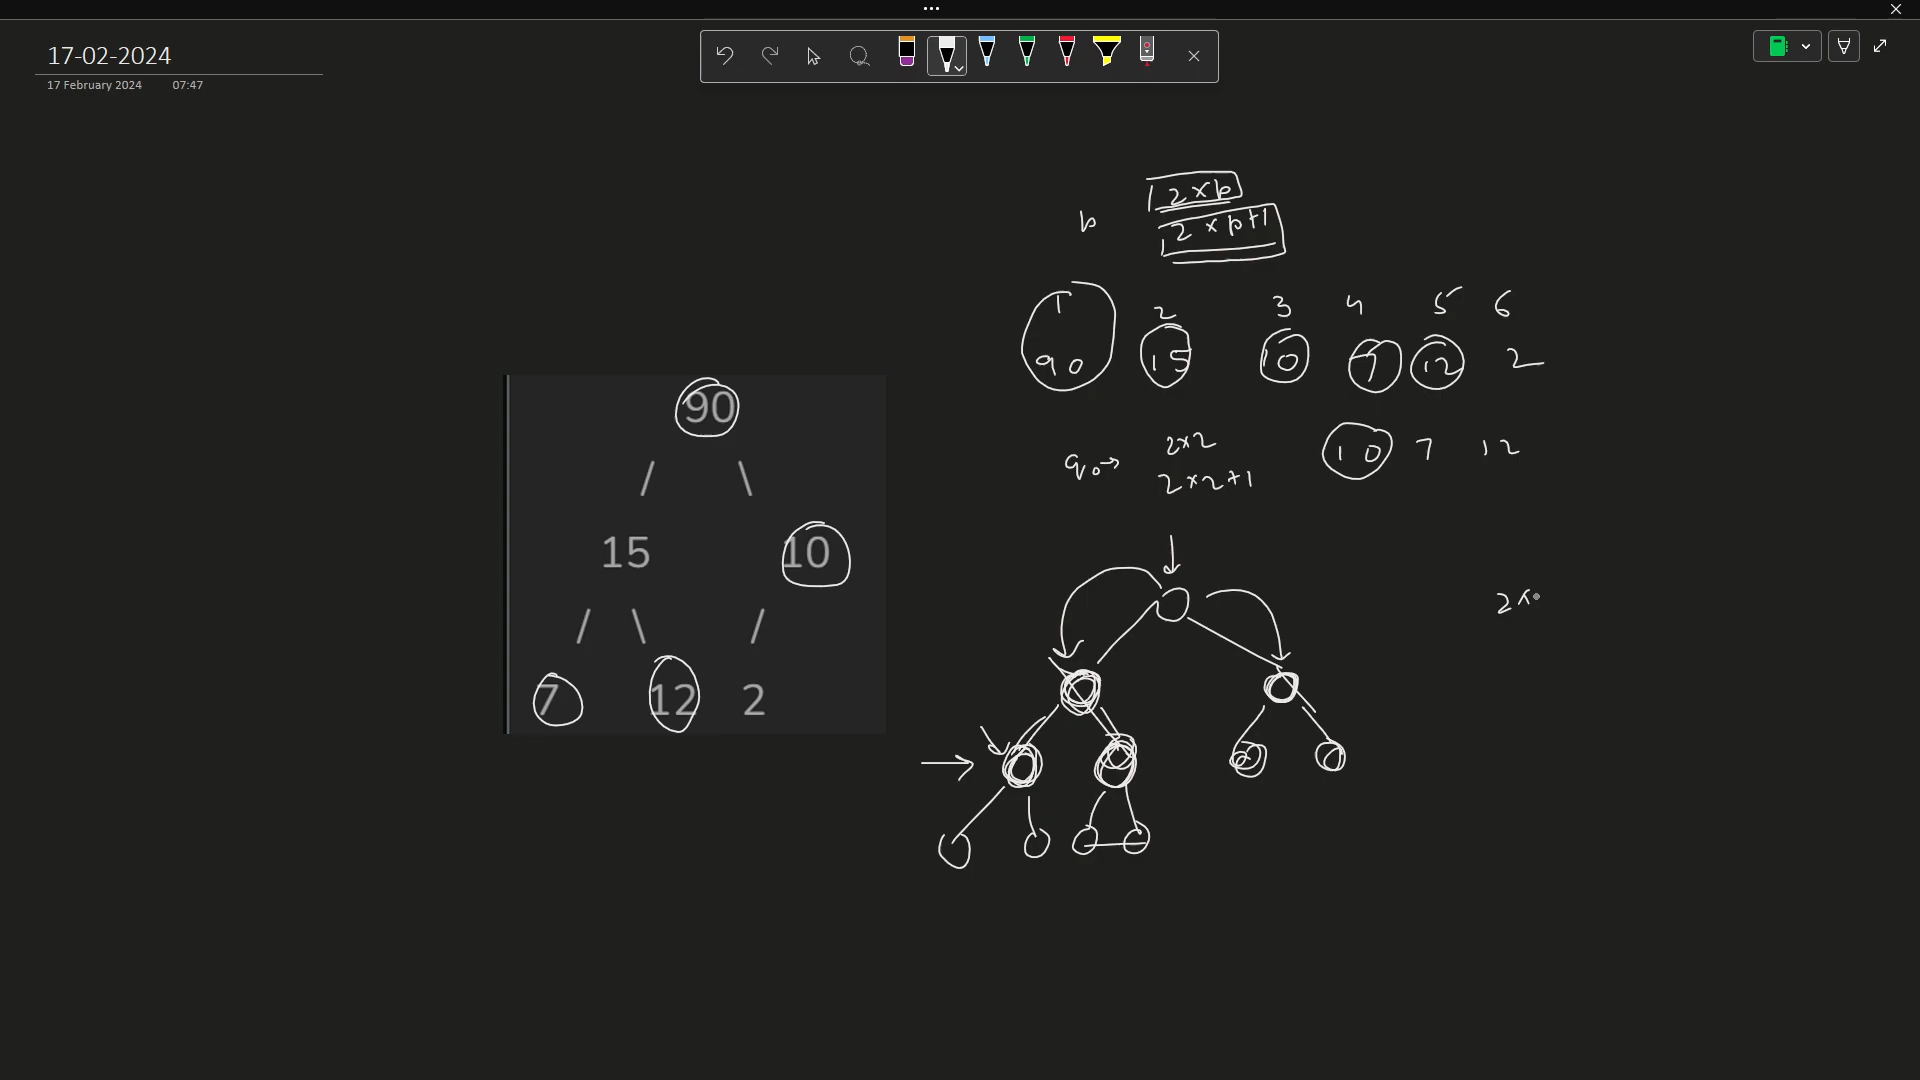 17-02-2024
17 February 2024 07:47
2×p
p 2×p+1
1 2 3 4 5 6
90 15 10 7 12 2
90→ 2×2 10 7 12
2×2+1
90
15 10
7 12 2
2×